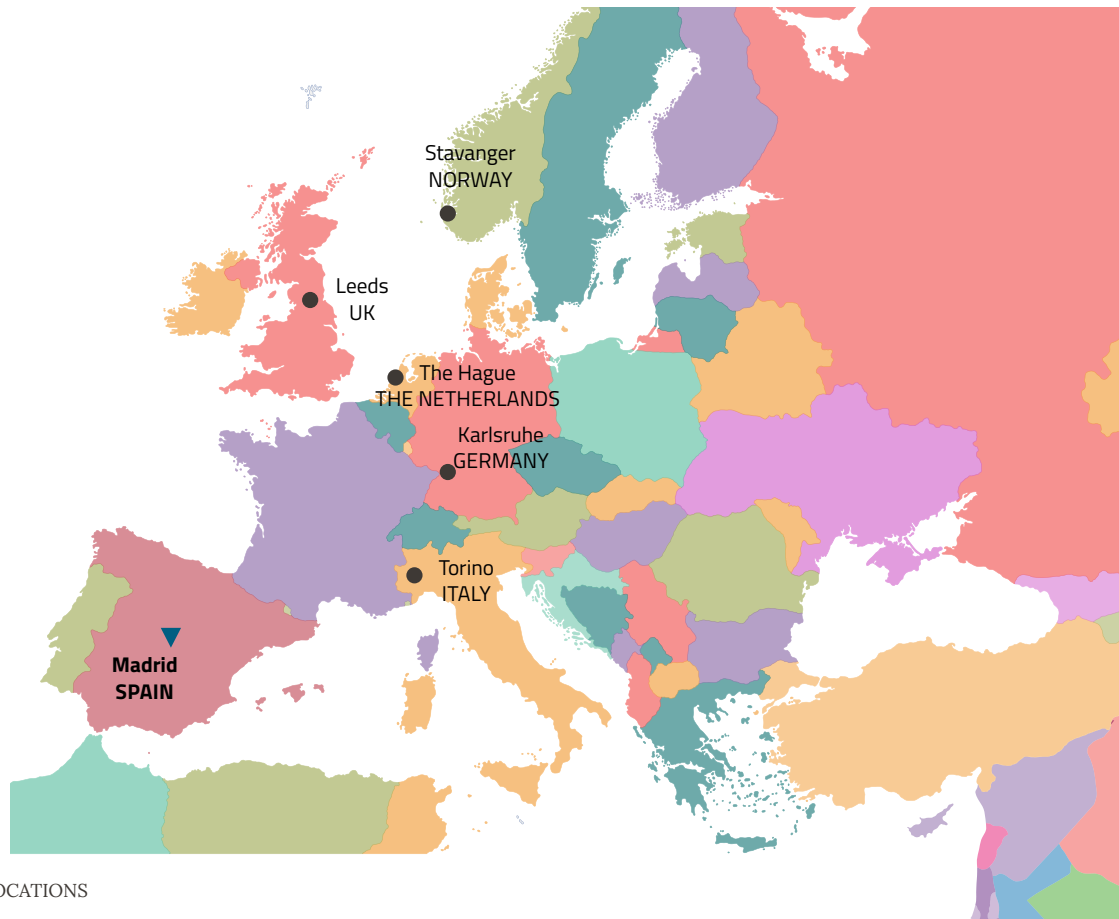 Stavanger
NORWAY
Leeds
UK
The Hague
THE NETHERLANDS
Karlsruhe
GERMANY
Torino
ITALY
Madrid
SPAIN
OCATIONS